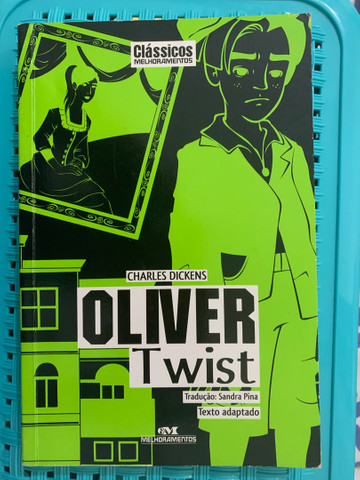 Clássicos
MELHORAMENTOS
CHARLES DICKENS
OLIVER
Twist
Tradução: Sandra Pina
Texto adaptado
MELHORAMENTOS